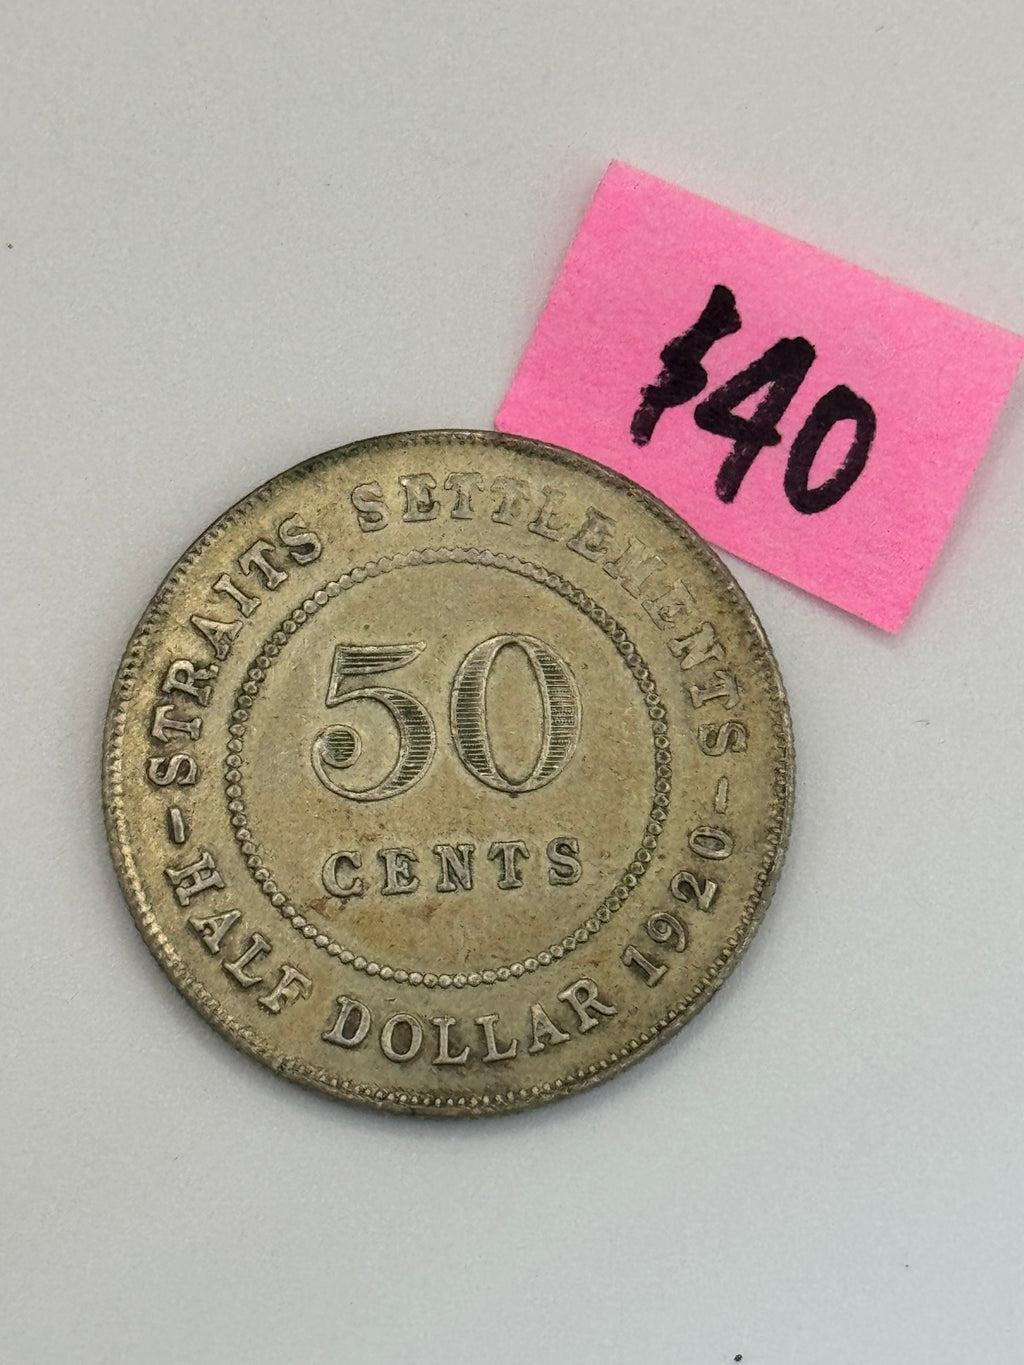 $40
STRAITS SETTLEMENTS
50
CENTS
HALF DOLLAR 1920